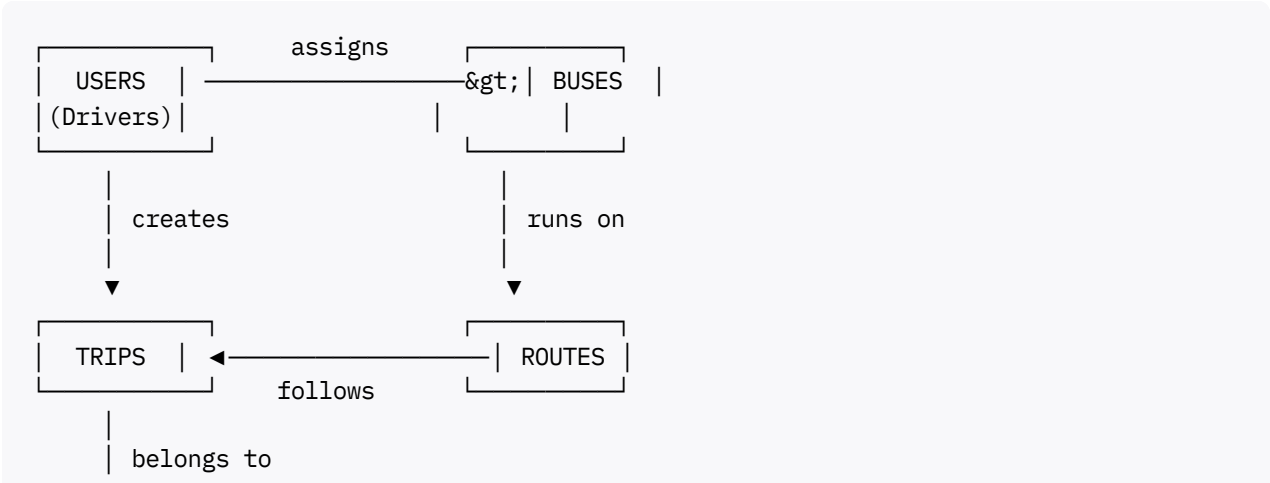 assigns
USERS &gt; BUSES
(Drivers)
creates runs on
TRIPS ROUTES
follows
belongs to